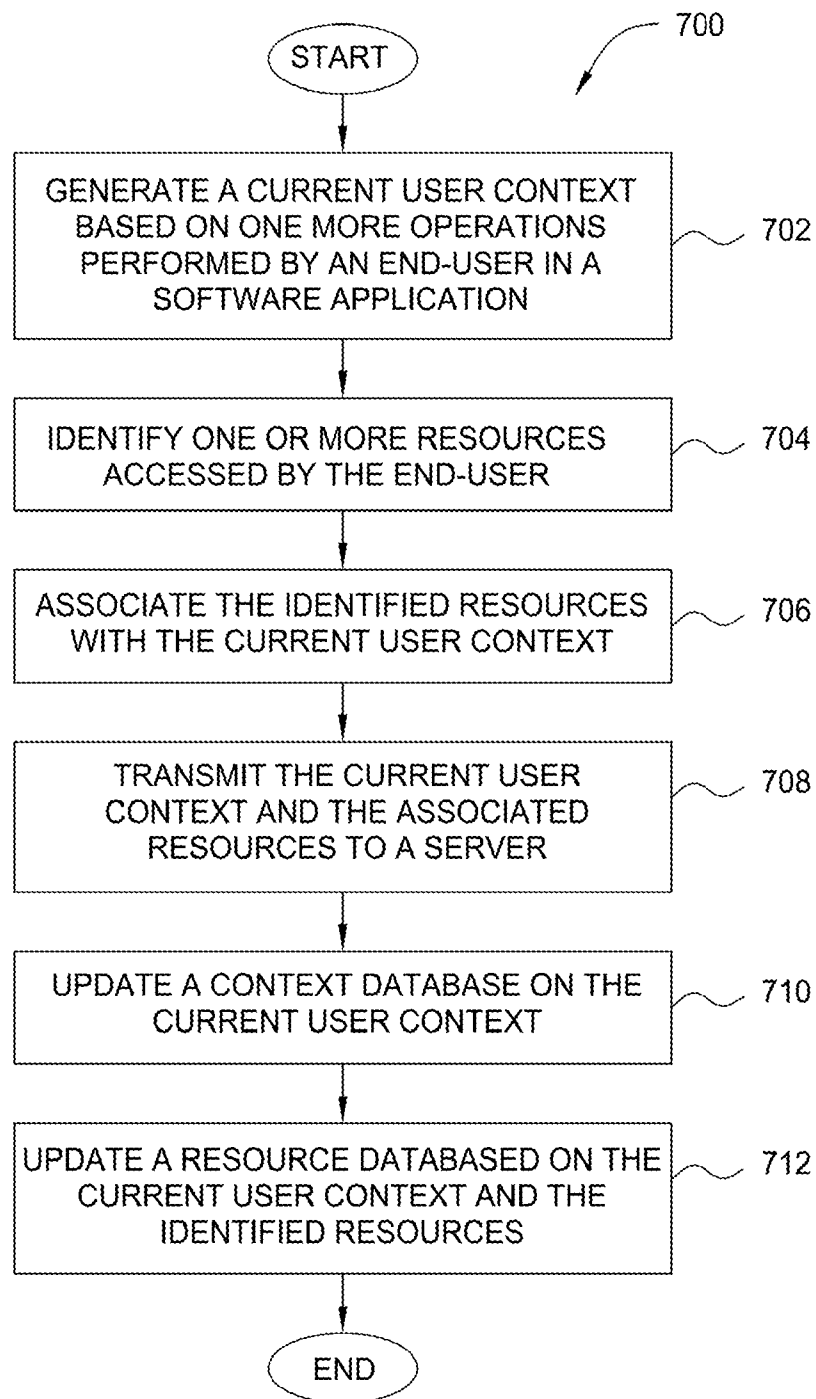 700
START
GENERATE A CURRENT USER CONTEXT
BASED ON ONE MORE OPERATIONS
PERFORMED BY AN END-USER IN A
SOFTWARE APPLICATION
702
IDENTIFY ONE OR MORE RESOURCES
ACCESSED BY THE END-USER
704
ASSOCIATE THE IDENTIFIED RESOURCES
WITH THE CURRENT USER CONTEXT
706
TRANSMIT THE CURRENT USER
CONTEXT AND THE ASSOCIATED
RESOURCES TO A SERVER
708
UPDATE A CONTEXT DATABASE ON THE
CURRENT USER CONTEXT
710
UPDATE A RESOURCE DATABASED ON THE
CURRENT USER CONTEXT AND THE
IDENTIFIED RESOURCES
712
END